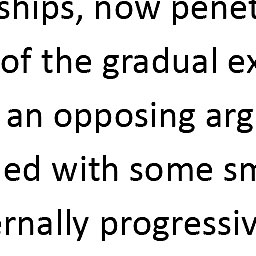 ships, now penet
of the gradual ex
an opposing arg
ed with some sm
ernally progressiv